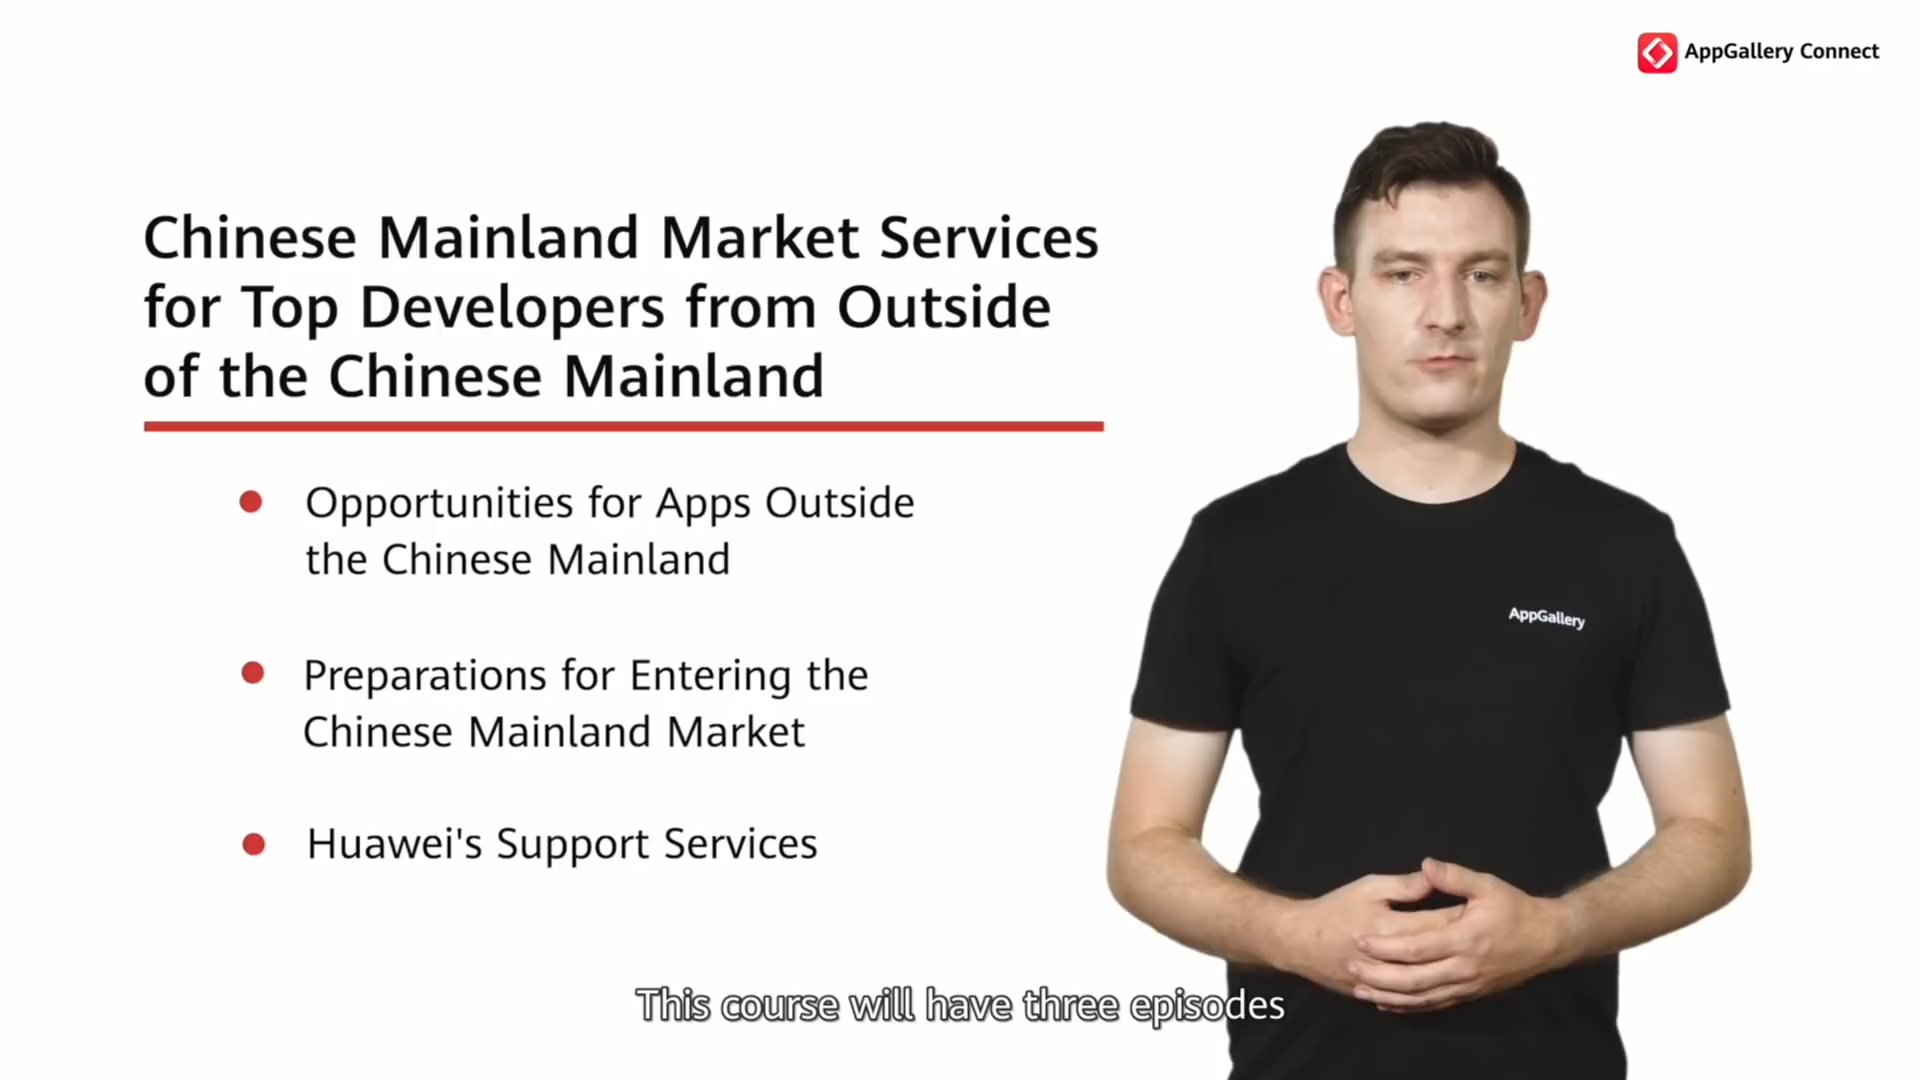 AppGallery Connect
Chinese Mainland Market Services
for Top Developers from Outside
of the Chinese Mainland
Opportunities for Apps Outside
the Chinese Mainland
Preparations for Entering the
Chinese Mainland Market
Huawei's Support Services
AppGallery
This course will have three episodes